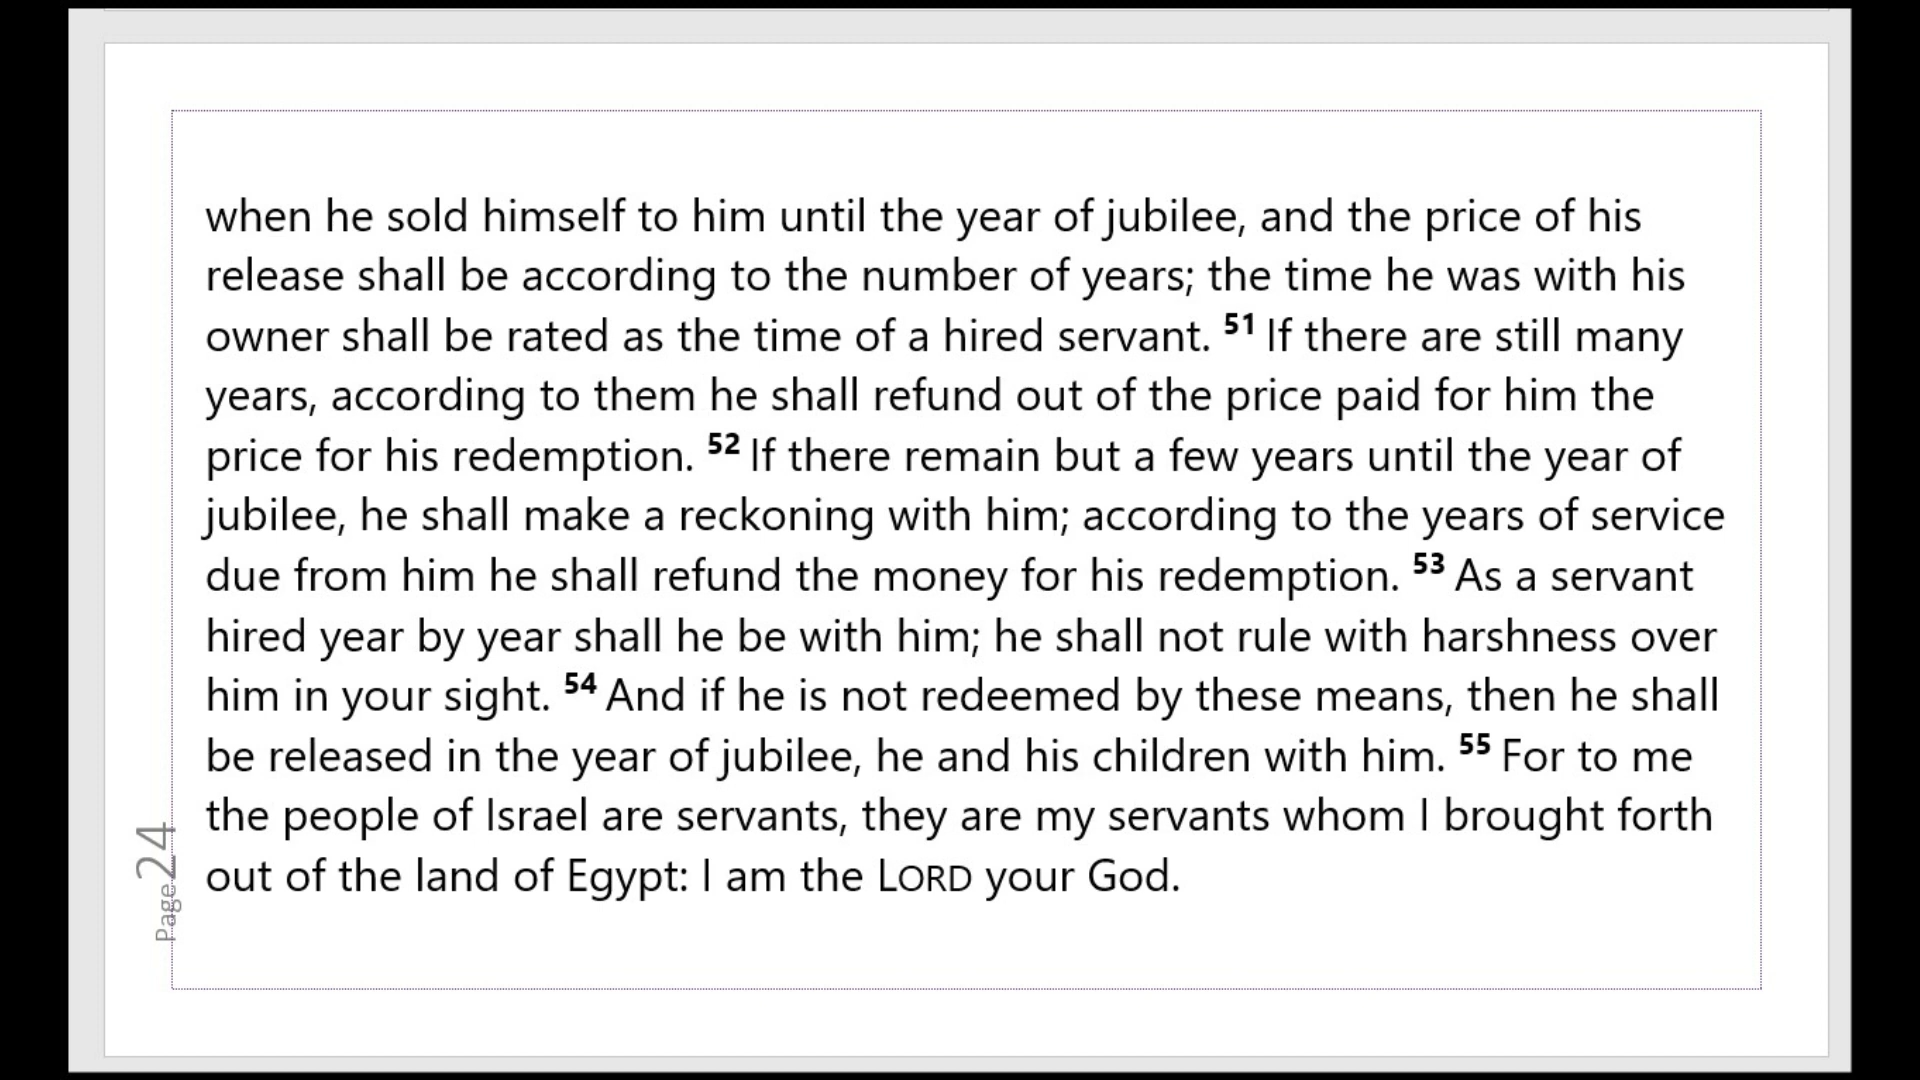 when he sold himself to him until the year of jubilee, and the price of his
release shall be according to the number of years; the time he was with his
owner shall be rated as the time of a hired servant. 51 If there are still many
years, according to them he shall refund out of the price paid for him the
price for his redemption. 52 If there remain but a few years until the year of
jubilee, he shall make a reckoning with him; according to the years of service
due from him he shall refund the money for his redemption. 53 As a servant
hired year by year shall he be with him; he shall not rule with harshness over
him in your sight. 54 And if he is not redeemed by these means, then he shall
be released in the year of jubilee, he and his children with him. 55 For to me
the people of Israel are servants, they are my servants whom I brought forth
out of the land of Egypt: I am the LORD your God.
Page 24